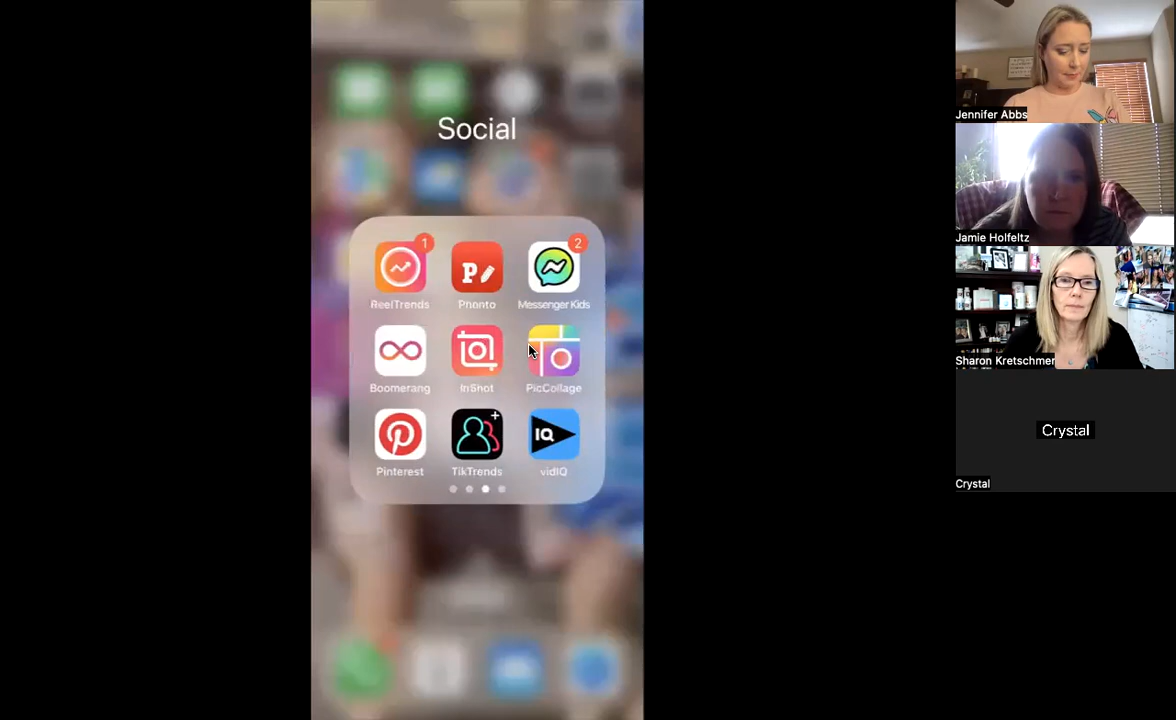 Social
1
2
ReelTrends
Phonto
Messenger Kids
Boomerang
InShot
PicCollage
P
Pinterest
TikTrends
IQ
vidIQ
Jennifer Abbs
Jamie Holfeltz
Sharon Kretschmer
Crystal
Crystal